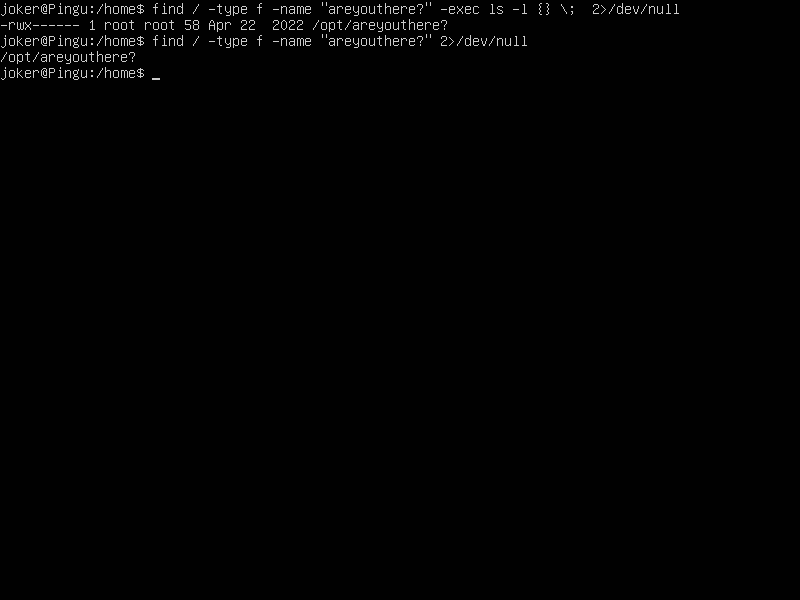 joker@Pingu:/home$ find / -type f -name "areyouthere?" -exec ls -l {} \;  2>/dev/null
-rwx------ 1 root root 58 Apr 22  2022 /opt/areyouthere?
joker@Pingu:/home$ find / -type f -name "areyouthere?" 2>/dev/null
/opt/areyouthere?
joker@Pingu:/home$ _